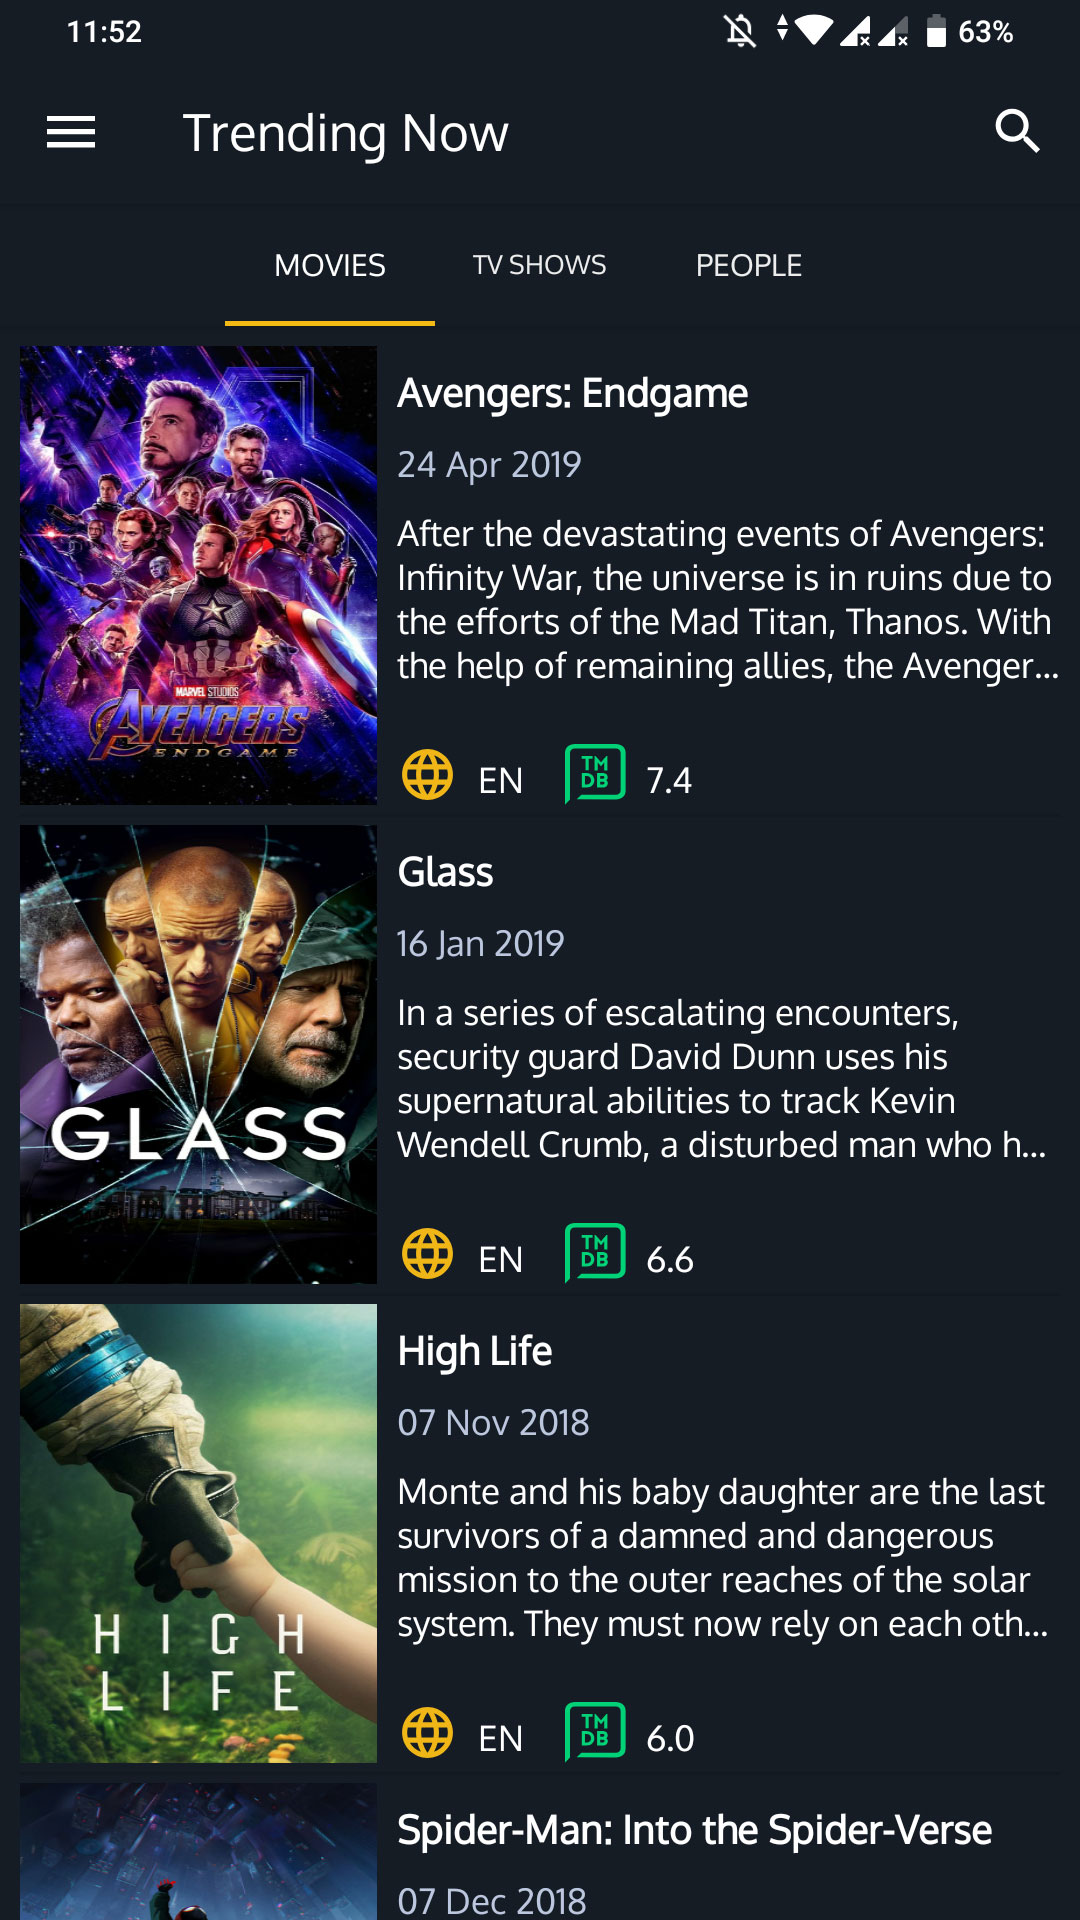 11:52
63%
Trending Now
MOVIES
TV SHOWS
PEOPLE
MARVEL STUDIOS
AVENGERS
ENDGAME
Avengers: Endgame
24 Apr 2019
After the devastating events of Avengers:
Infinity War, the universe is in ruins due to
the efforts of the Mad Titan, Thanos. With
the help of remaining allies, the Avenger...
EN
TM
DB
7.4
GLASS
Glass
16 Jan 2019
In a series of escalating encounters,
security guard David Dunn uses his
supernatural abilities to track Kevin
Wendell Crumb, a disturbed man who h...
EN
TM
DB
6.6
HIGH
LIFE
High Life
07 Nov 2018
Monte and his baby daughter are the last
survivors of a damned and dangerous
mission to the outer reaches of the solar
system. They must now rely on each oth...
EN
TM
DB
6.0
Spider-Man: Into the Spider-Verse
07 Dec 2018